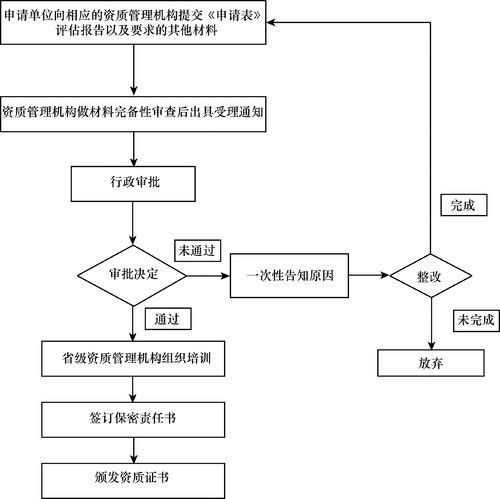 申请单位向相应的资质管理机构提交《申请表》
评估报告以及要求的其他材料
资质管理机构做材料完备性审查后出具受理通知
行政审批
完成
审批决定
未通过
一次性告知原因
整改
通过
未完成
省级资质管理机构组织培训
放弃
签订保密责任书
颁发资质证书